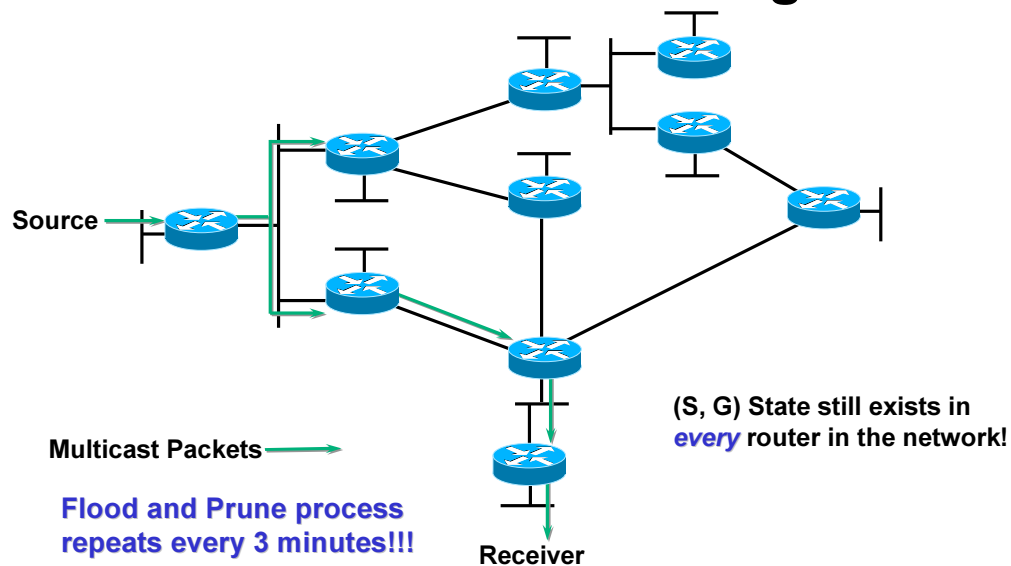 Source
(S, G) State still exists in
every router in the network!
Multicast Packets
Flood and Prune process
repeats every 3 minutes!!!
Receiver